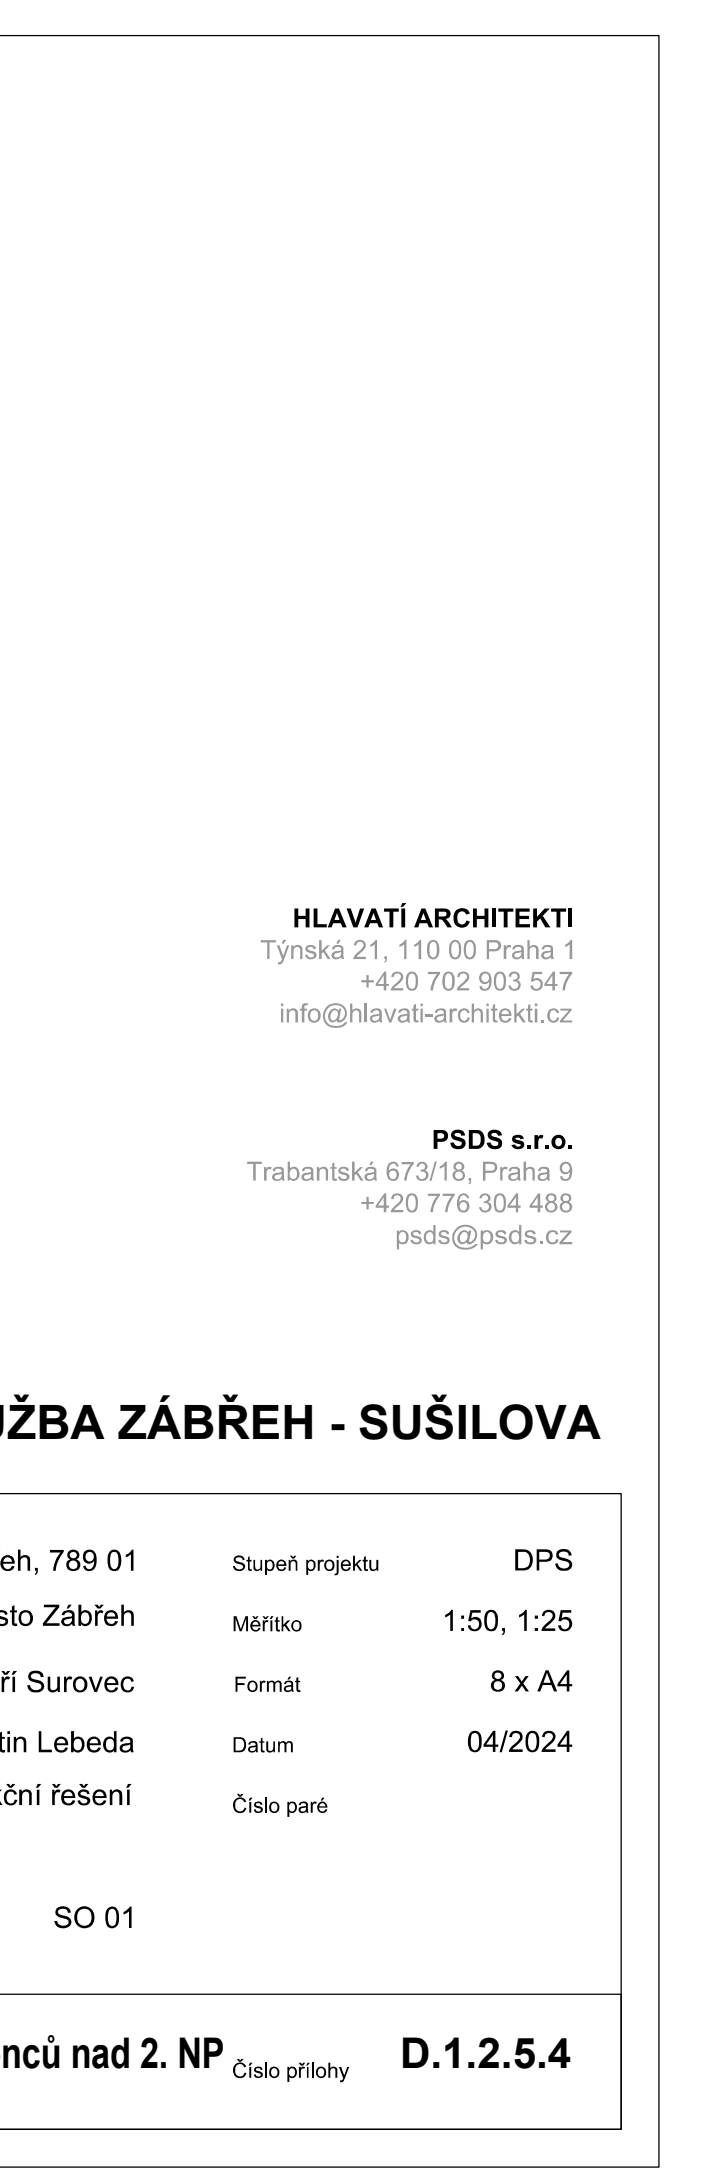 HLAVATÍ ARCHITEKTI
Týnská 21, 110 00 Praha 1
+420 702 903 547
info@hlavati-architekti.cz
PSDS s.r.o.
Trabantská 673/18, Praha 9
+420 776 304 488
psds@psds.cz
UŽBA ZÁBŘEH - SUŠILOVA
eh, 789 01 Stupeň projektu DPS
sto Zábřeh Měřítko 1:50, 1:25
ří Surovec Formát 8 x A4
tin Lebeda Datum 04/2024
kční řešení Číslo paré
SO 01
nců nad 2. NP Číslo přílohy D.1.2.5.4